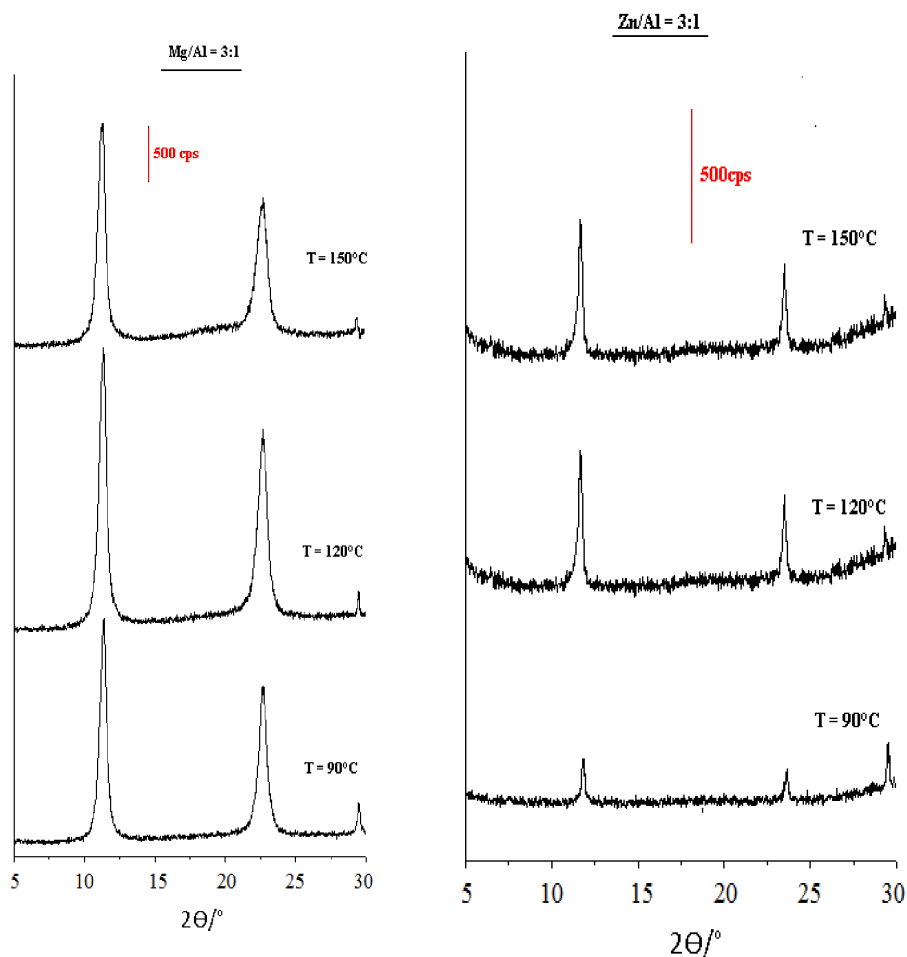 Mg/Al = 3:1
500 cps
T = 150°C
T = 120°C
T = 90°C
5 10 15 20 25 30
2Θ/°
Zn/Al = 3:1
500cps
T = 150°C
T = 120°C
T = 90°C
5 10 15 20 25 30
2Θ/°